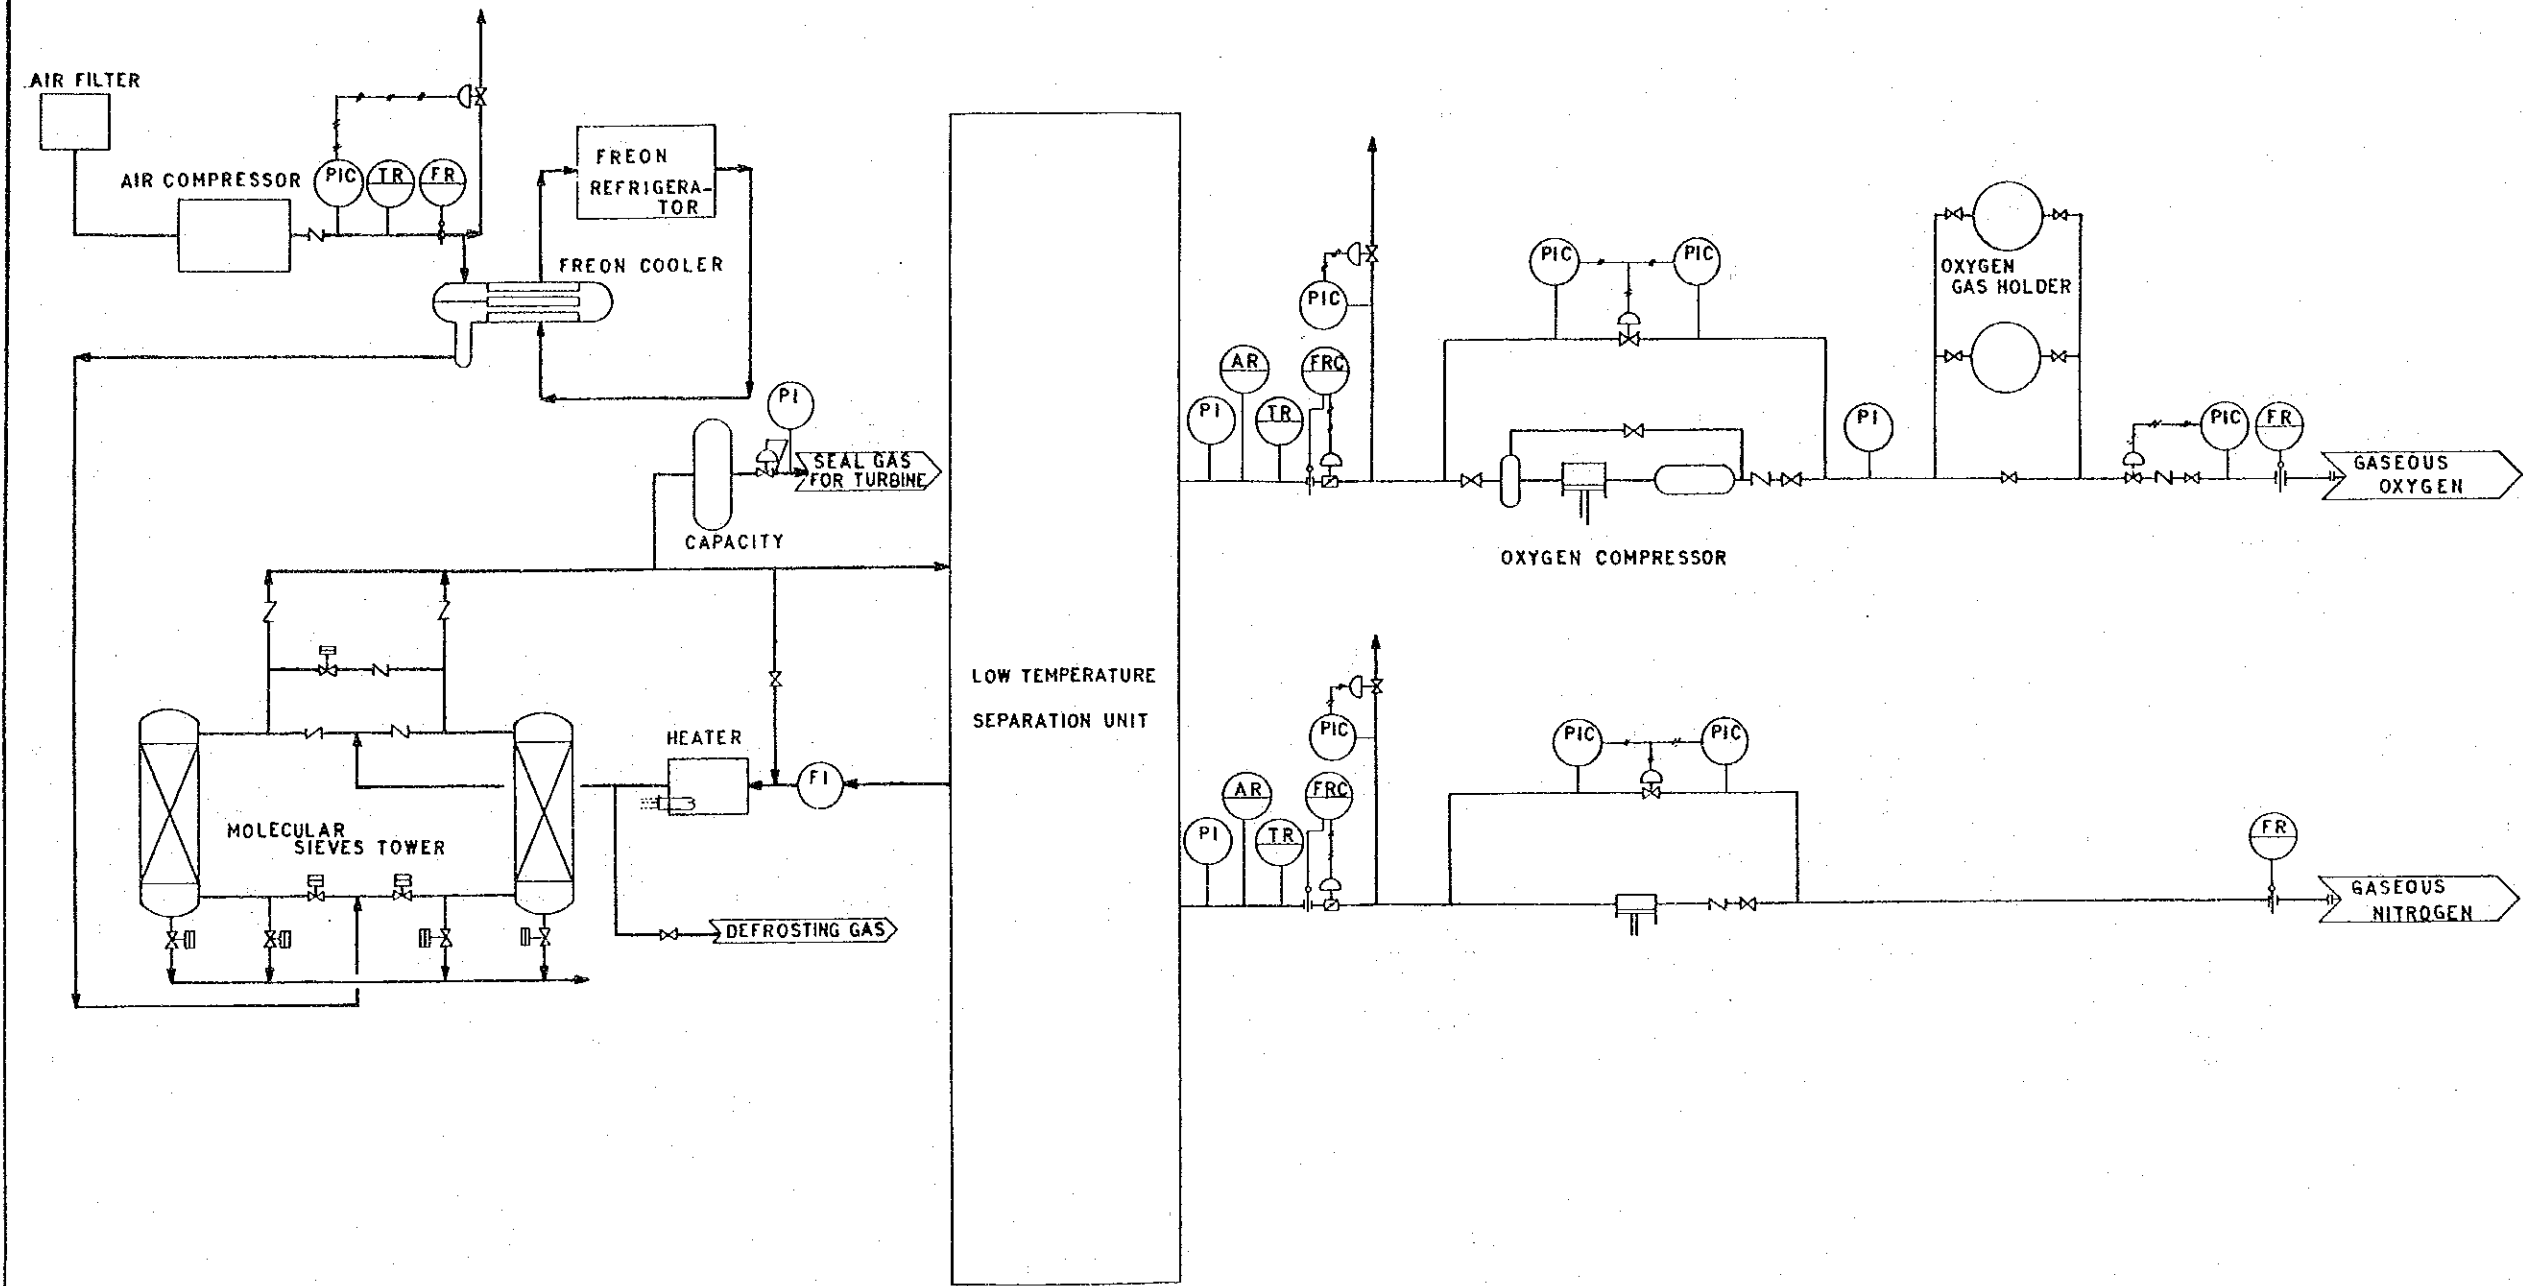 AIR FILTER
AIR COMPRESSOR
PIC
TR
FR
FREON
REFRIGERA-
TOR
FREON COOLER
PI
SEAL GAS
FOR TURBINE
CAPACITY
MOLECULAR
SIEVES TOWER
HEATER
FI
DEFROSTING GAS
LOW TEMPERATURE
SEPARATION UNIT
PIC
AR
FRC
PI
TR
PIC
PIC
OXYGEN COMPRESSOR
PI
OXYGEN
GAS HOLDER
PIC
FR
GASEOUS
OXYGEN
PIC
AR
FRC
PI
TR
PIC
PIC
FR
GASEOUS
NITROGEN